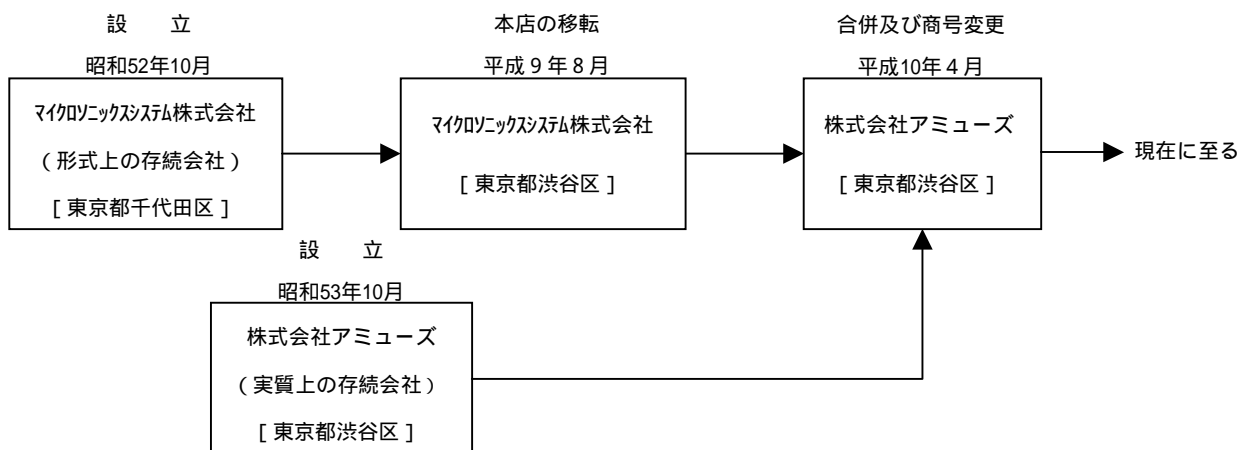 設　　立
昭和52年10月
ﾏｲｸﾛｿﾆｯｸｽｼｽﾃﾑ株式会社
（形式上の存続会社）
［東京都千代田区］
本店の移転
平成９年８月
ﾏｲｸﾛｿﾆｯｸｽｼｽﾃﾑ株式会社
［東京都渋谷区］
合併及び商号変更
平成10年４月
株式会社アミューズ
［東京都渋谷区］
現在に至る
設　　立
昭和53年10月
株式会社アミューズ
（実質上の存続会社）
［東京都渋谷区］